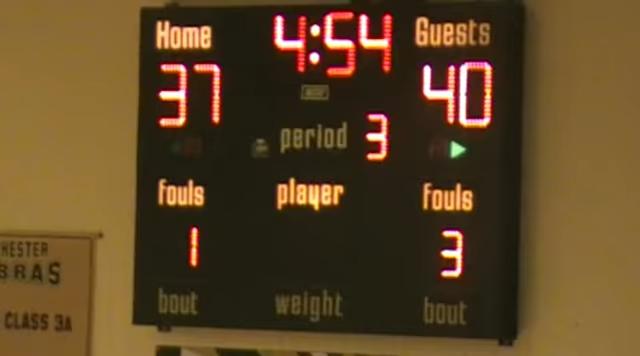 Home 4:54 Guests
37 40
period 3
fouls player fouls
1 3
bout weight bout
HESTER
BRAS
CLASS 3A